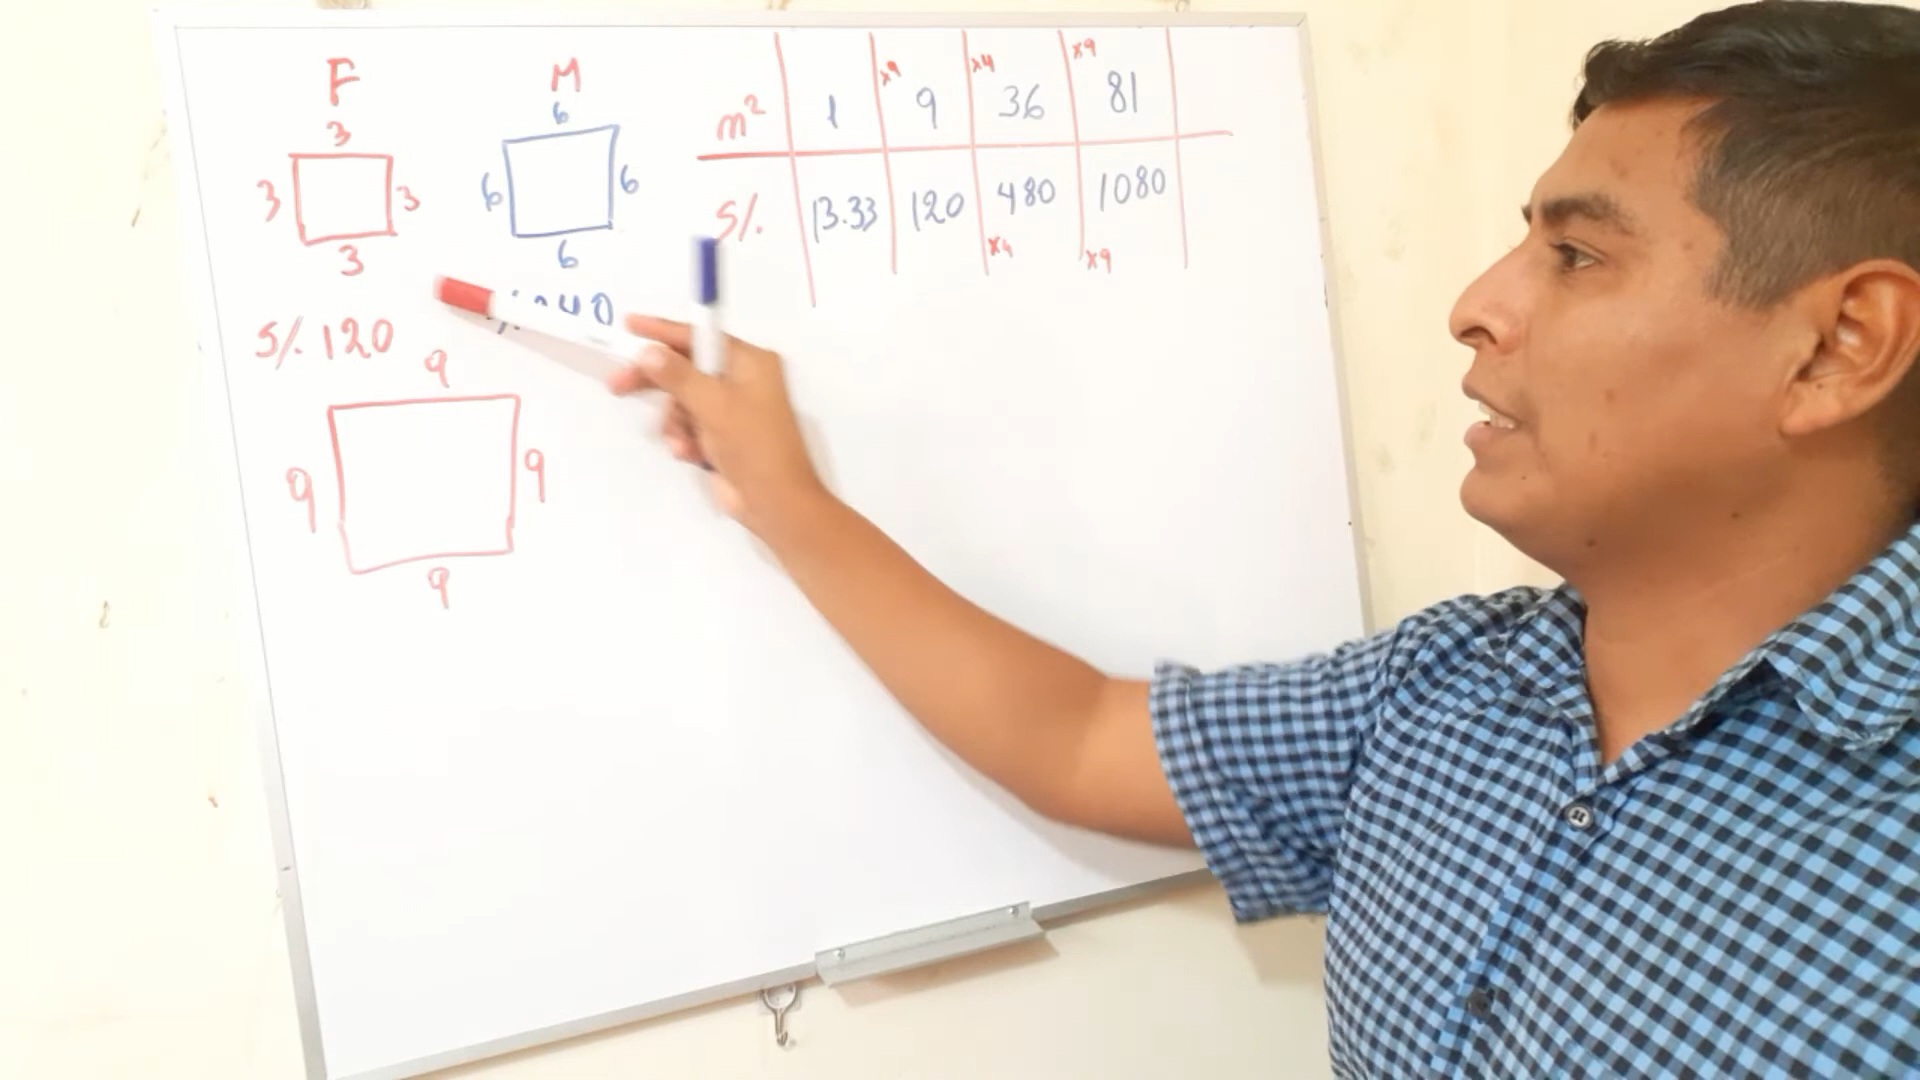 F
3
3 3
3
S/. 120
M
6
6 6
6
40
9
9 9
9
m² 1 9 36 81
x9 x4 x9
S/. 13.33 120 480 1080
x4 x9